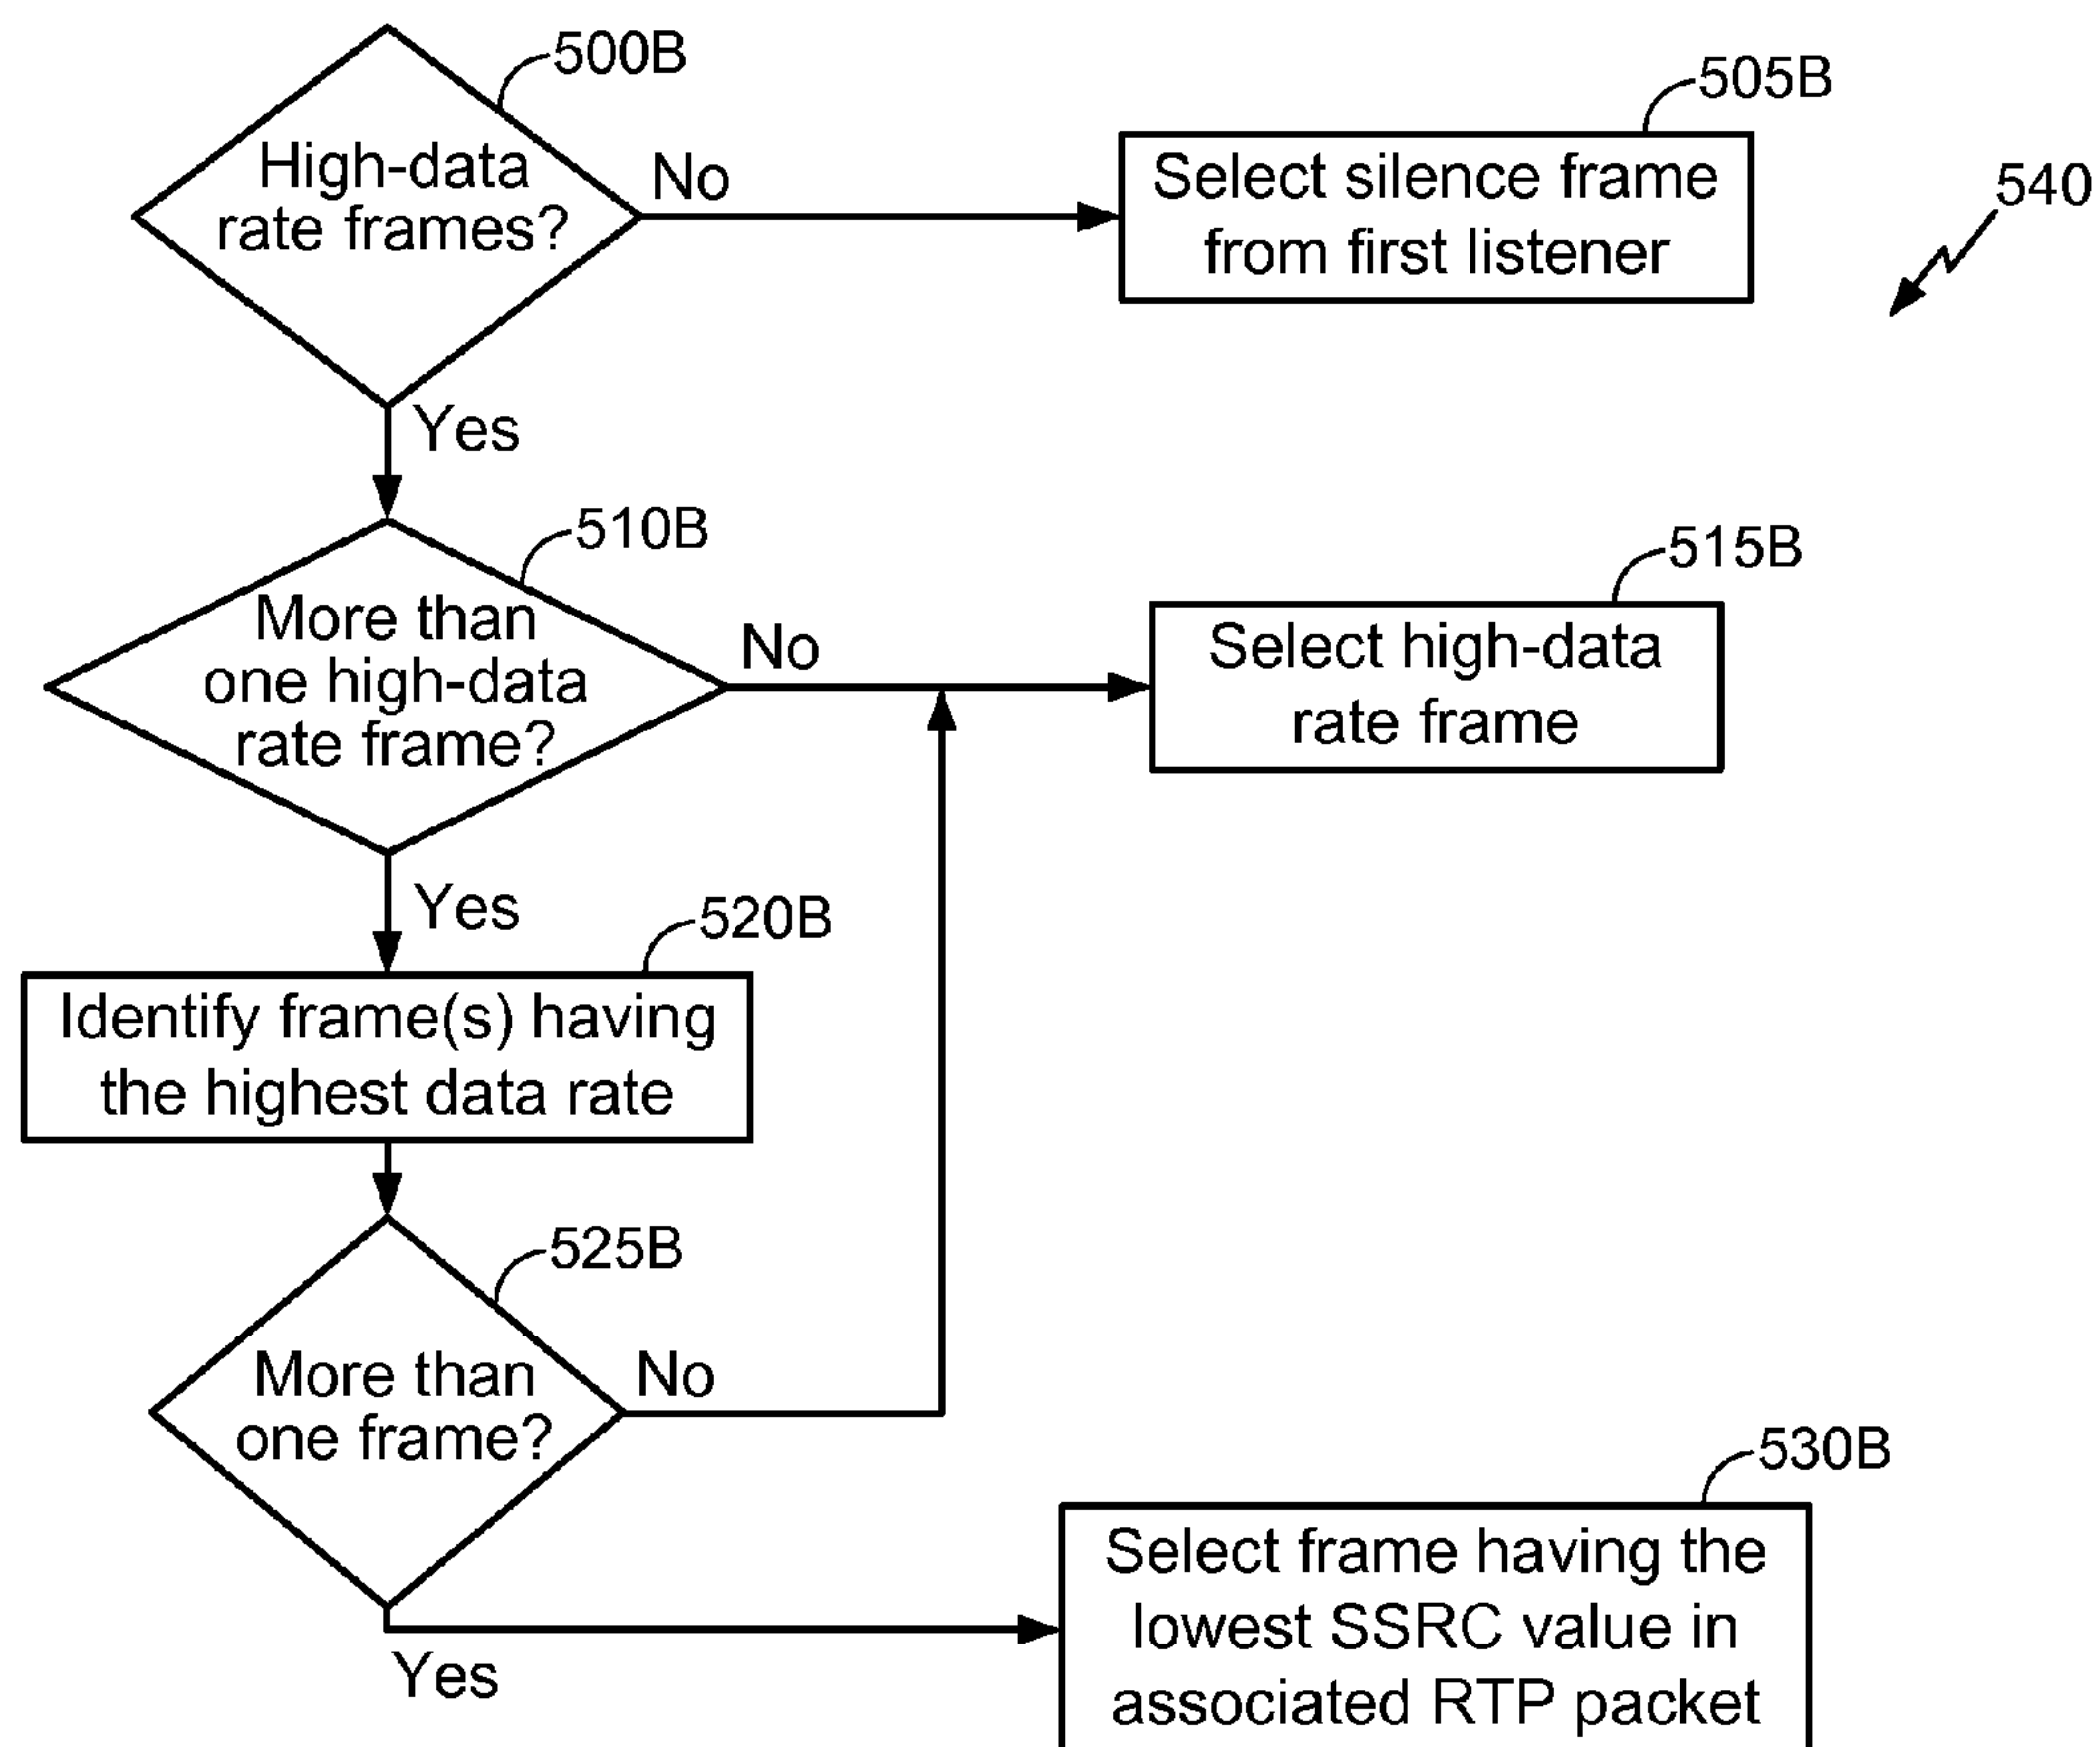 500B
High-data
rate frames?
No
505B
Select silence frame
from first listener
540
Yes
510B
More than
one high-data
rate frame?
No
515B
Select high-data
rate frame
Yes
520B
Identify frame(s) having
the highest data rate
525B
More than
one frame?
No
Yes
530B
Select frame having the
lowest SSRC value in
associated RTP packet